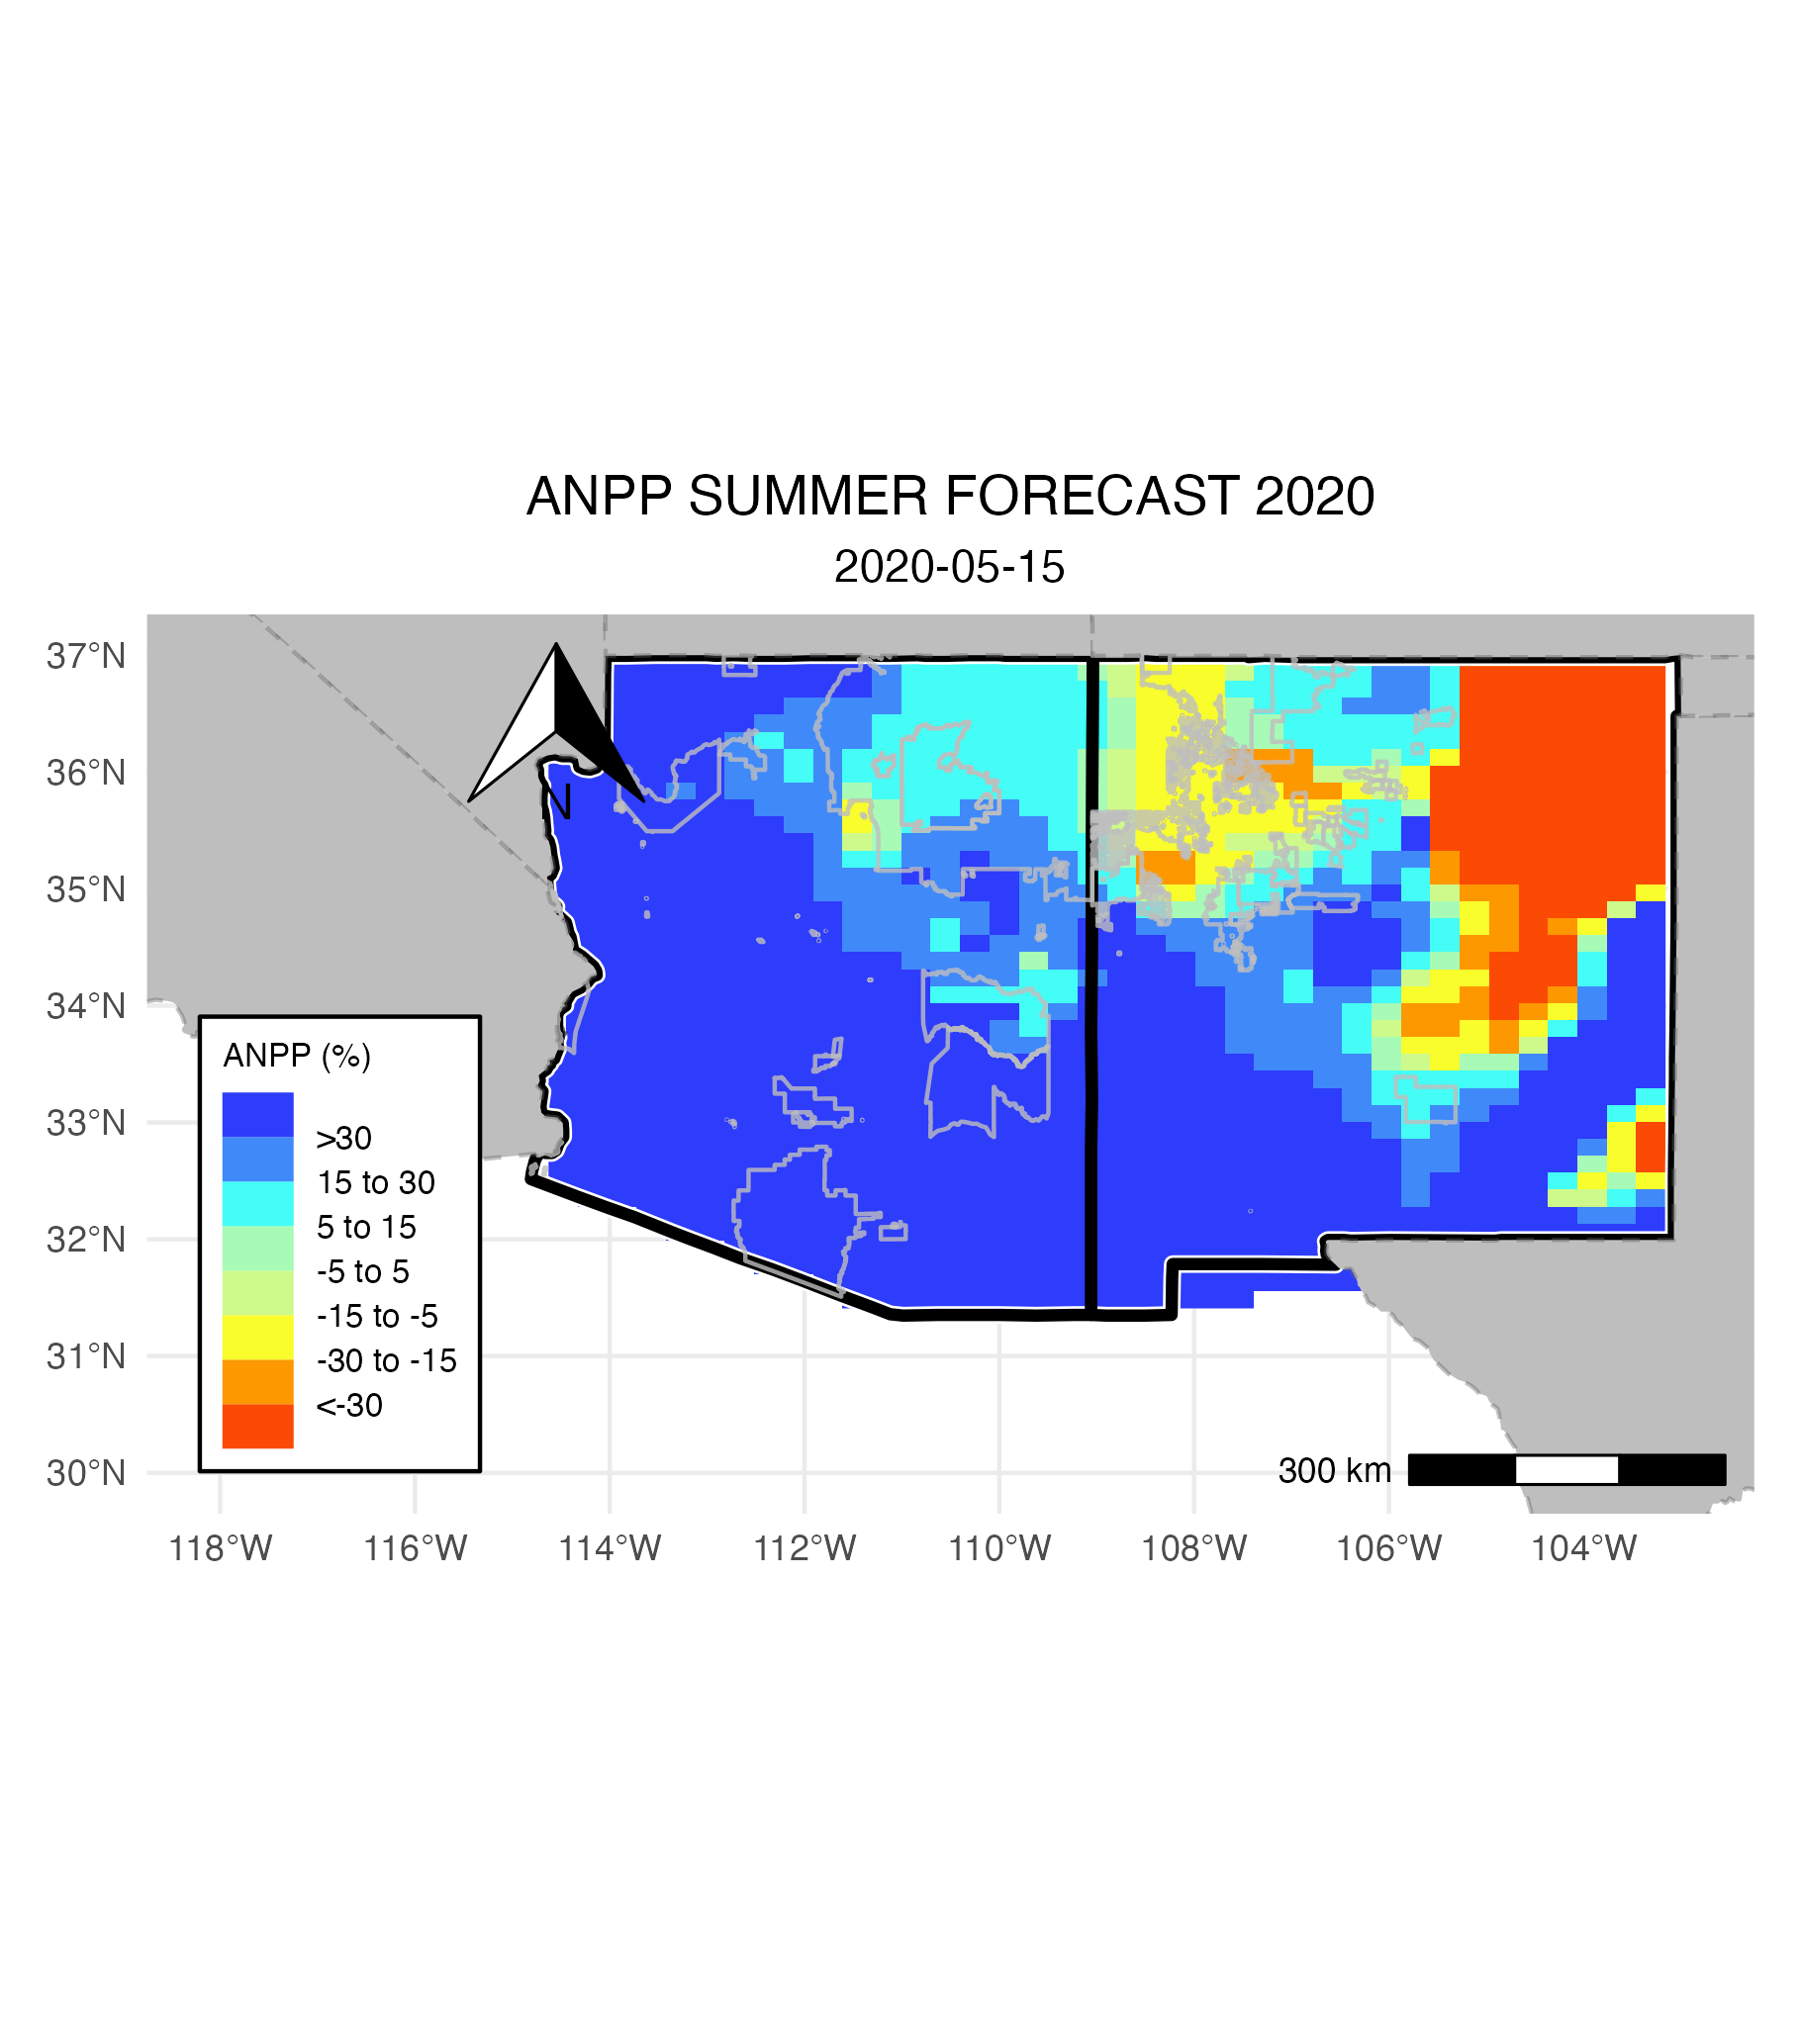 ANPP SUMMER FORECAST 2020
2020-05-15
37°N
36°N
35°N
34°N
33°N
32°N
31°N
30°N
N
ANPP (%)
>30
15 to 30
5 to 15
-5 to 5
-15 to -5
-30 to -15
<-30
300 km
118°W 116°W 114°W 112°W 110°W 108°W 106°W 104°W